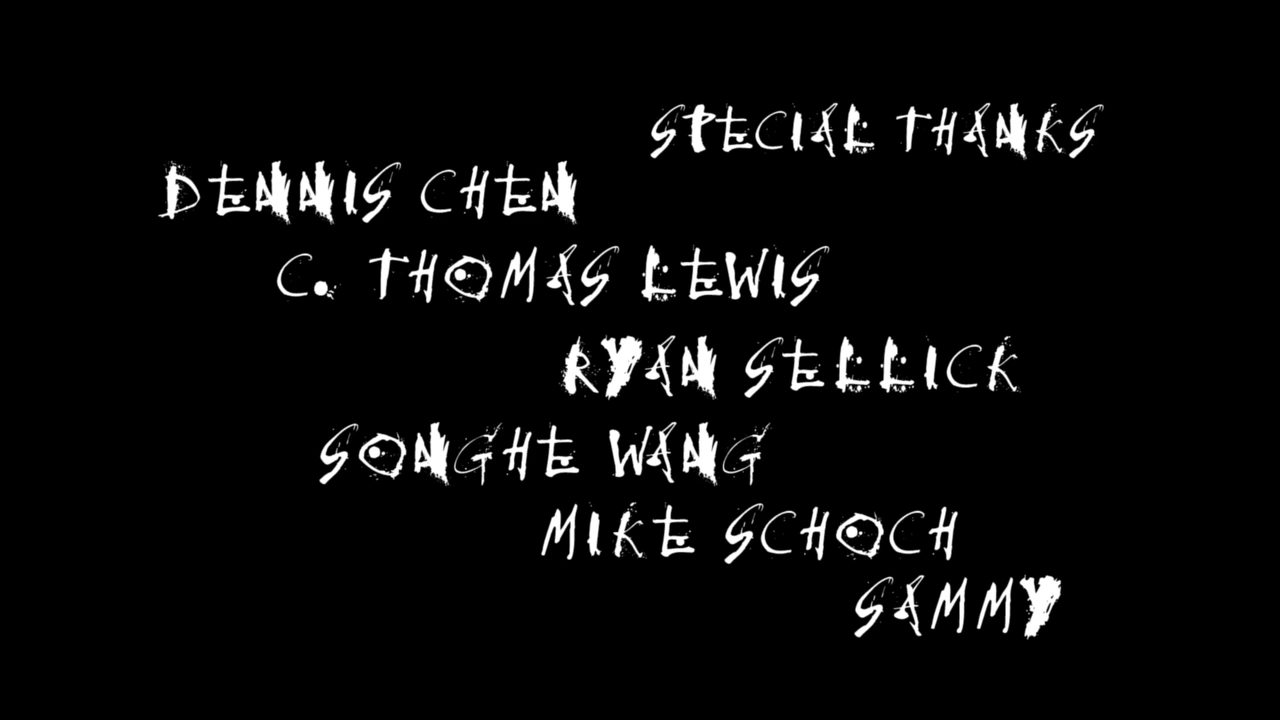 SPECIAL THANKS
DENNIS CHEN
C. THOMAS LEWIS
RYAN SELLICK
SONGHE WANG
MIKE SCHOCH
SAMMY